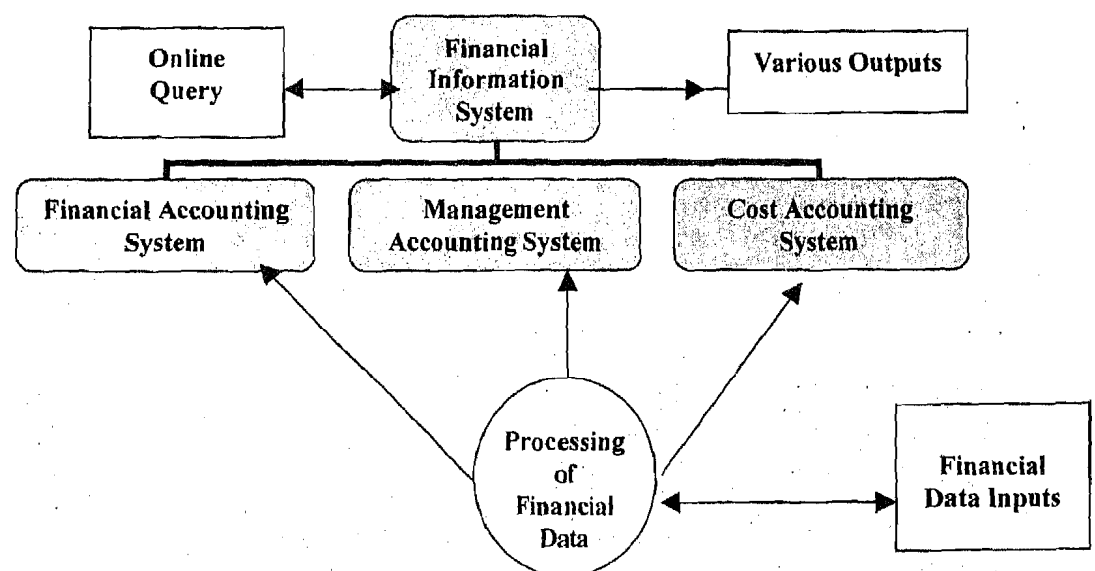 Online
Query
Financial
Information
System
Various Outputs
Financial Accounting
System
Management
Accounting System
Cost Accounting
System
Processing
of
Financial
Data
Financial
Data Inputs